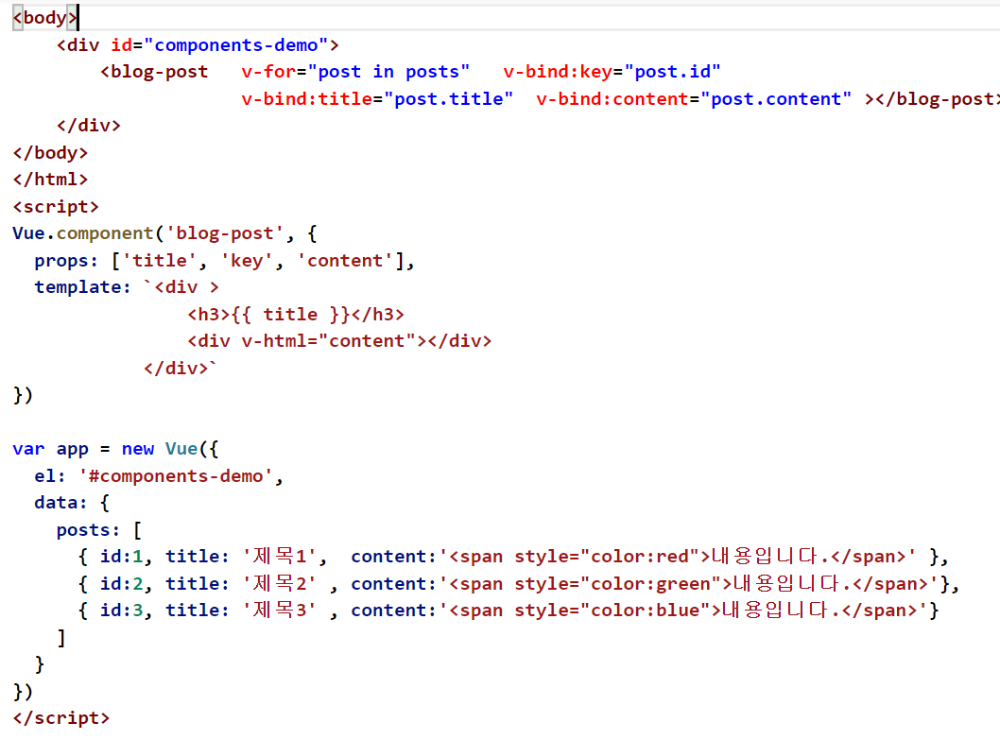 <body>
    <div id="components-demo">
        <blog-post   v-for="post in posts"   v-bind:key="post.id"
                     v-bind:title="post.title"  v-bind:content="post.content" ></blog-post>
    </div>
</body>
</html>
<script>
Vue.component('blog-post', {
  props: ['title', 'key', 'content'],
  template: `<div >
                <h3>{{ title }}</h3>
                <div v-html="content"></div>
            </div>`
})

var app = new Vue({
  el: '#components-demo',
  data: {
    posts: [
      { id:1, title: '제목1',  content:'<span style="color:red">내용입니다.</span>' },
      { id:2, title: '제목2' , content:'<span style="color:green">내용입니다.</span>'},
      { id:3, title: '제목3' , content:'<span style="color:blue">내용입니다.</span>'}
    ]
  }
})
</script>